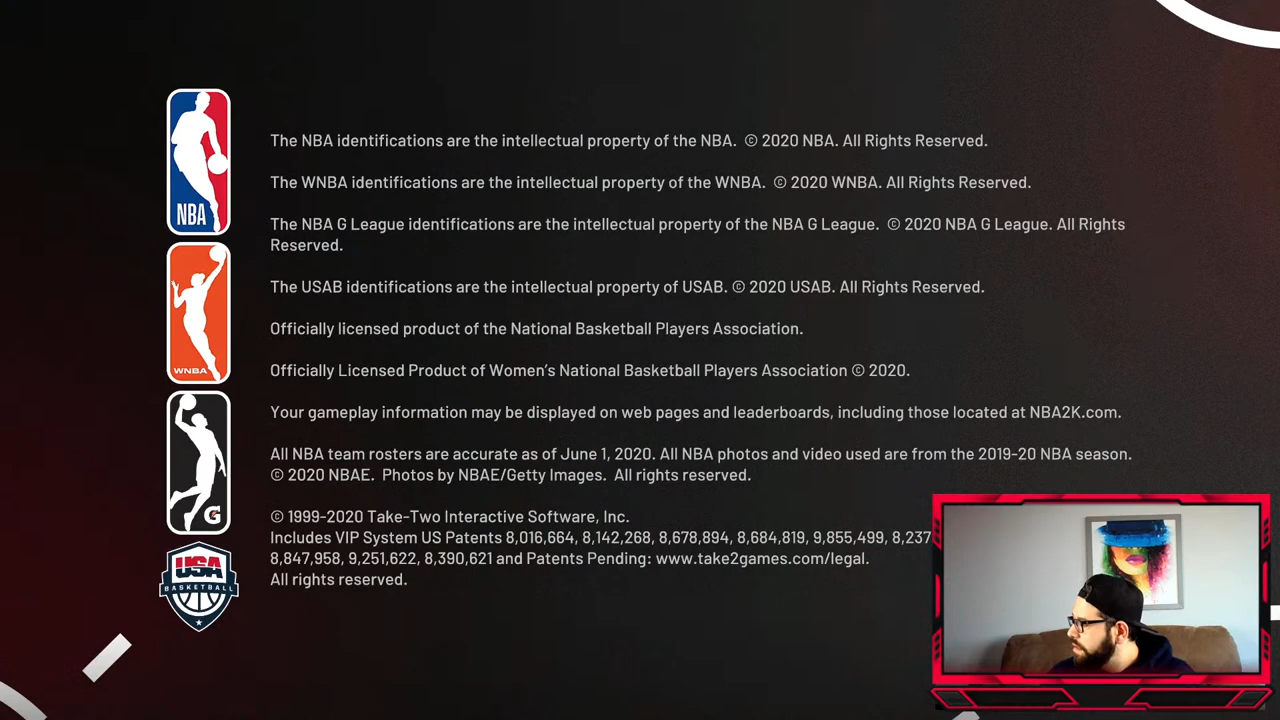 The NBA identifications are the intellectual property of the NBA. © 2020 NBA. All Rights Reserved.
The WNBA identifications are the intellectual property of the WNBA. © 2020 WNBA. All Rights Reserved.
The NBA G League identifications are the intellectual property of the NBA G League. © 2020 NBA G League. All Rights
Reserved.
The USAB identifications are the intellectual property of USAB. © 2020 USAB. All Rights Reserved.
Officially licensed product of the National Basketball Players Association.
Officially Licensed Product of Women's National Basketball Players Association © 2020.
Your gameplay information may be displayed on web pages and leaderboards, including those located at NBA2K.com.
All NBA team rosters are accurate as of June 1, 2020. All NBA photos and video used are from the 2019-20 NBA season.
© 2020 NBAE. Photos by NBAE/Getty Images. All rights reserved.
© 1999-2020 Take-Two Interactive Software, Inc.
Includes VIP System US Patents 8,016,664, 8,142,268, 8,678,894, 8,684,819, 9,855,499, 8,237
8,847,958, 9,251,622, 8,390,621 and Patents Pending: www.take2games.com/legal.
All rights reserved.
NBA
WNBA
G
USA
BASKETBALL